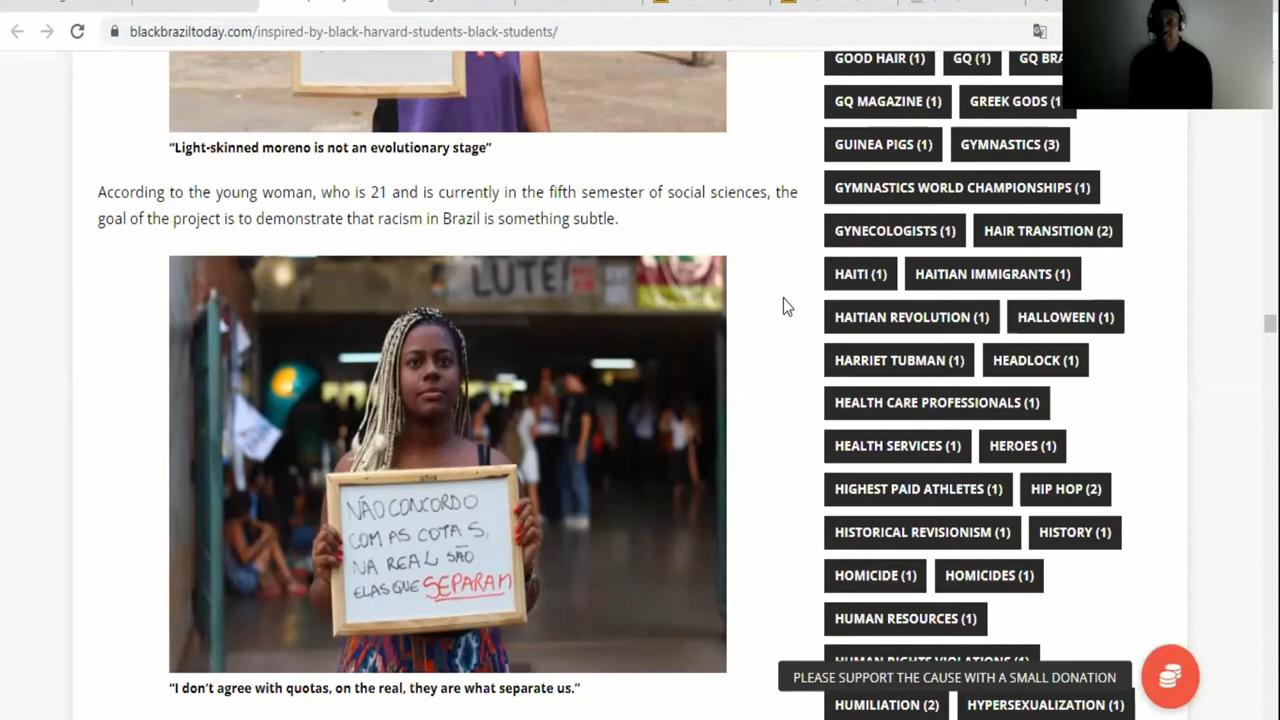 blackbraziltoday.com/inspired-by-black-harvard-students-black-students/
“Light-skinned moreno is not an evolutionary stage”
According to the young woman, who is 21 and is currently in the fifth semester of social sciences, the
goal of the project is to demonstrate that racism in Brazil is something subtle.
LUTE!
NÃO CONCORDO
COM AS COTAS,
NA REAL SÃO
ELAS QUE SEPARAM
“I don’t agree with quotas, on the real, they are what separate us.”
GOOD HAIR (1) GQ (1) GQ
GQ MAGAZINE (1) GREEK GODS (1
GUINEA PIGS (1) GYMNASTICS (3)
GYMNASTICS WORLD CHAMPIONSHIPS (1)
GYNECOLOGISTS (1) HAIR TRANSITION (2)
HAITI (1) HAITIAN IMMIGRANTS (1)
HAITIAN REVOLUTION (1) HALLOWEEN (1)
HARRIET TUBMAN (1) HEADLOCK (1)
HEALTH CARE PROFESSIONALS (1)
HEALTH SERVICES (1) HEROES (1)
HIGHEST PAID ATHLETES (1) HIP HOP (2)
HISTORICAL REVISIONISM (1) HISTORY (1)
HOMICIDE (1) HOMICIDES (1)
HUMAN RESOURCES (1)
HUMAN RIGHTS VIOLATIONS (1)
PLEASE SUPPORT THE CAUSE WITH A SMALL DONATION
HUMILIATION (2) HYPERSEXUALIZATION (1)